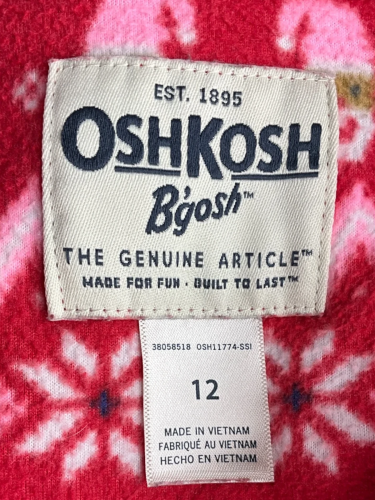 EST. 1895
OSHKOSH
B'gosh™
THE GENUINE ARTICLE™
MADE FOR FUN · BUILT TO LAST™
38058518 OSH11774-SSI
12
MADE IN VIETNAM
FABRIQUÉ AU VIETNAM
HECHO EN VIETNAM